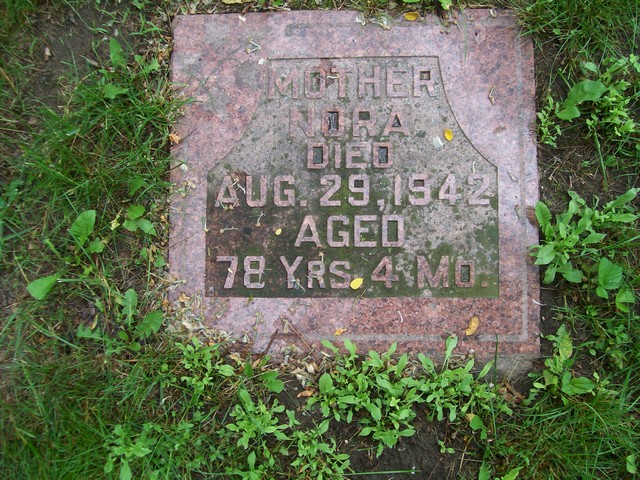 MOTHER
NORA
DIED
AUG. 29, 1942
AGED
78 YRS. 4 MO.